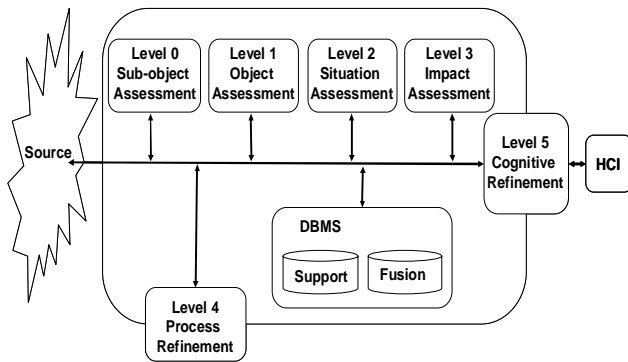 Level 0
Sub-object
Assessment
Level 1
Object
Assessment
Level 2
Situation
Assessment
Level 3
Impact
Assessment
Source
Level 5
Cognitive
Refinement
HCI
DBMS
Support
Fusion
Level 4
Process
Refinement